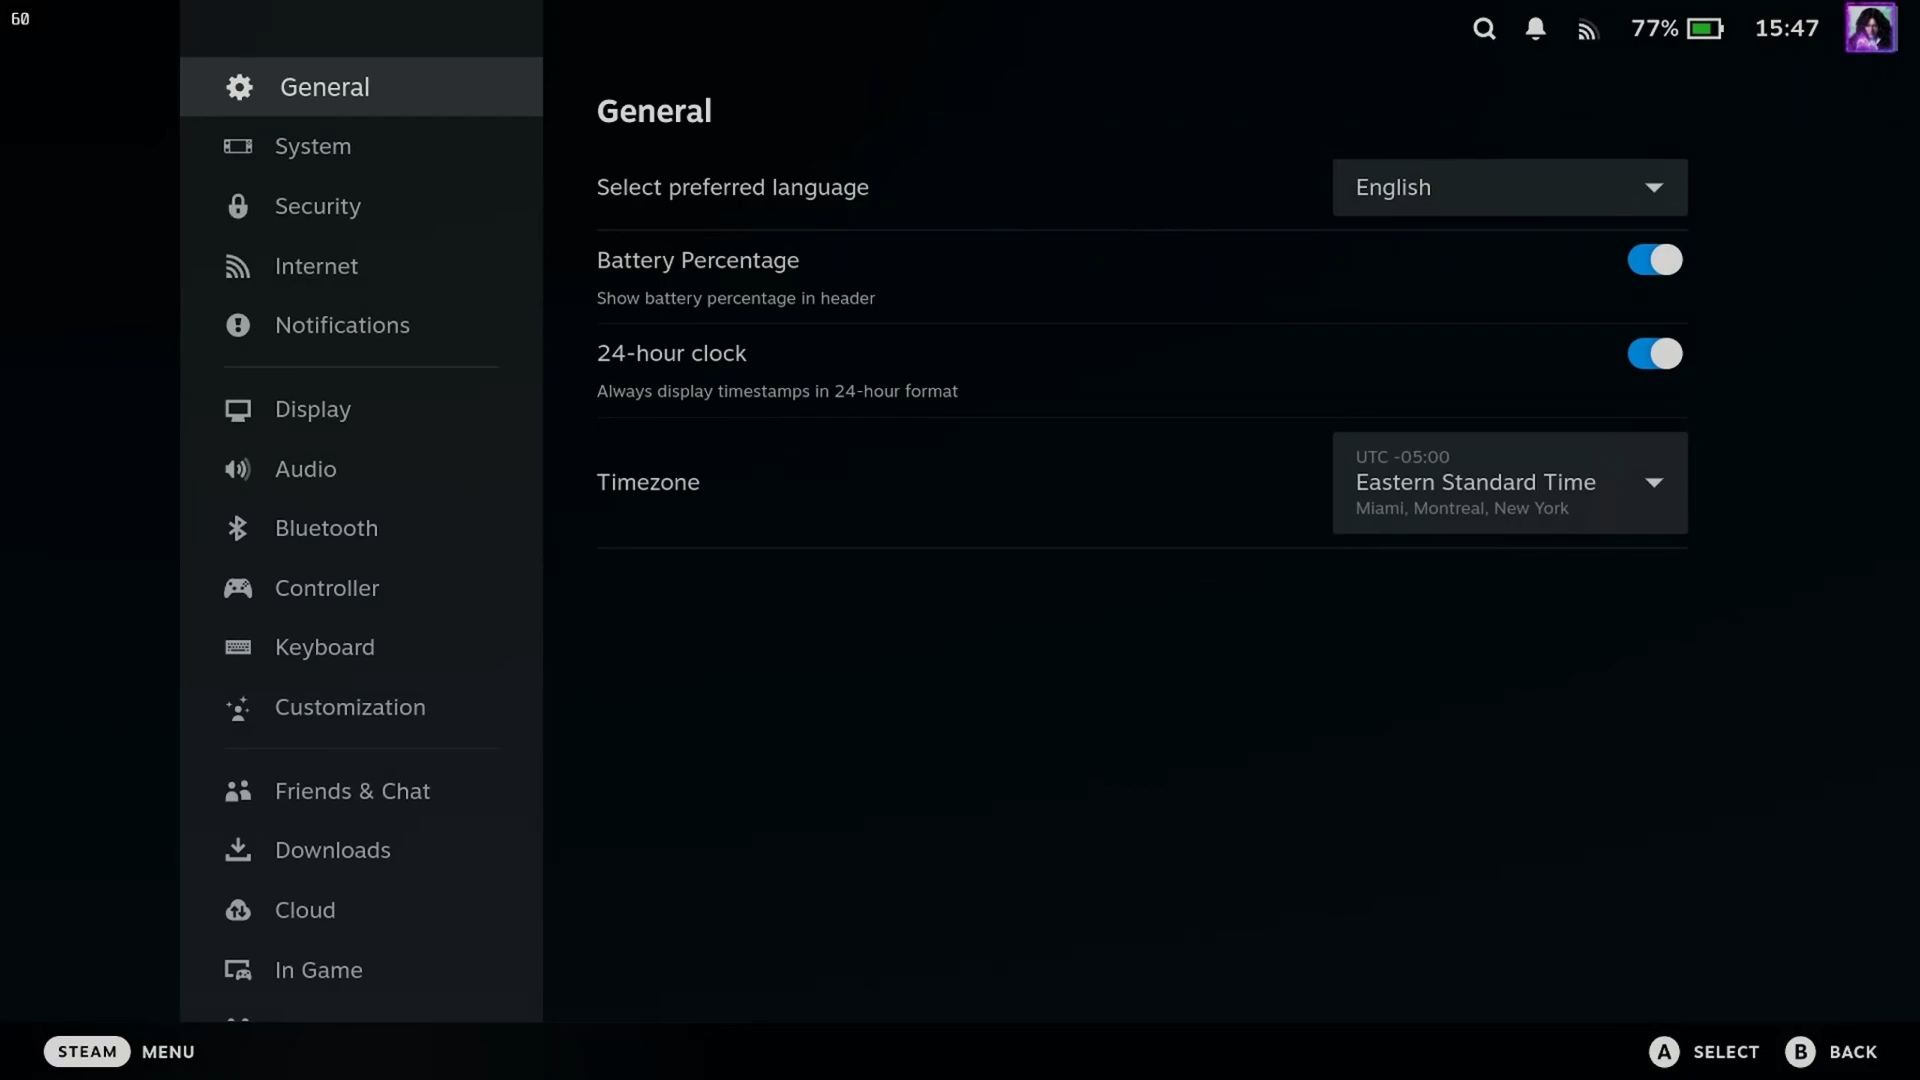 60
77%
15:47
General
System
Security
Internet
Notifications
Display
Audio
Bluetooth
Controller
Keyboard
Customization
Friends & Chat
Downloads
Cloud
In Game
General
Select preferred language
English
Battery Percentage
Show battery percentage in header
24-hour clock
Always display timestamps in 24-hour format
Timezone
UTC -05:00
Eastern Standard Time
Miami, Montreal, New York
STEAM MENU
A SELECT B BACK